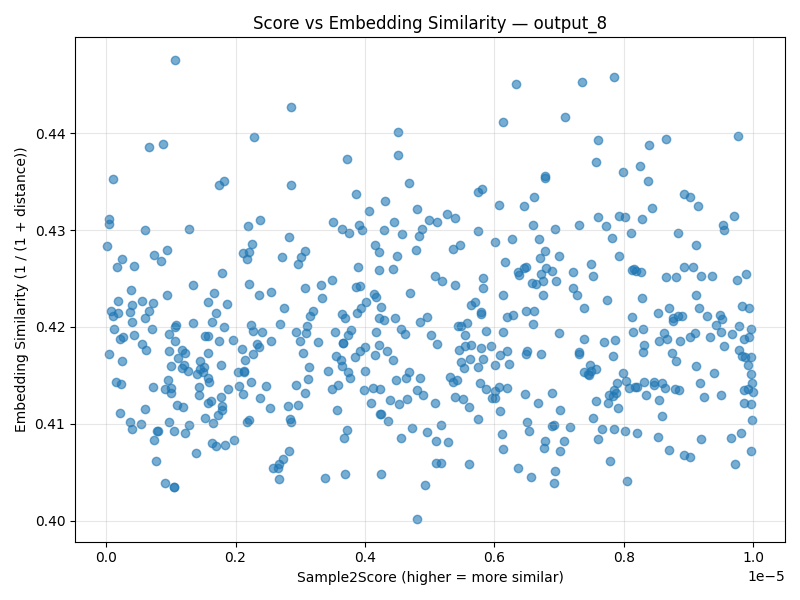 Score vs Embedding Similarity — output_8
Embedding Similarity (1 / (1 + distance))
0.44
0.43
0.42
0.41
0.40
0.0
0.2
0.4
0.6
0.8
1.0
1e−5
Sample2Score (higher = more similar)